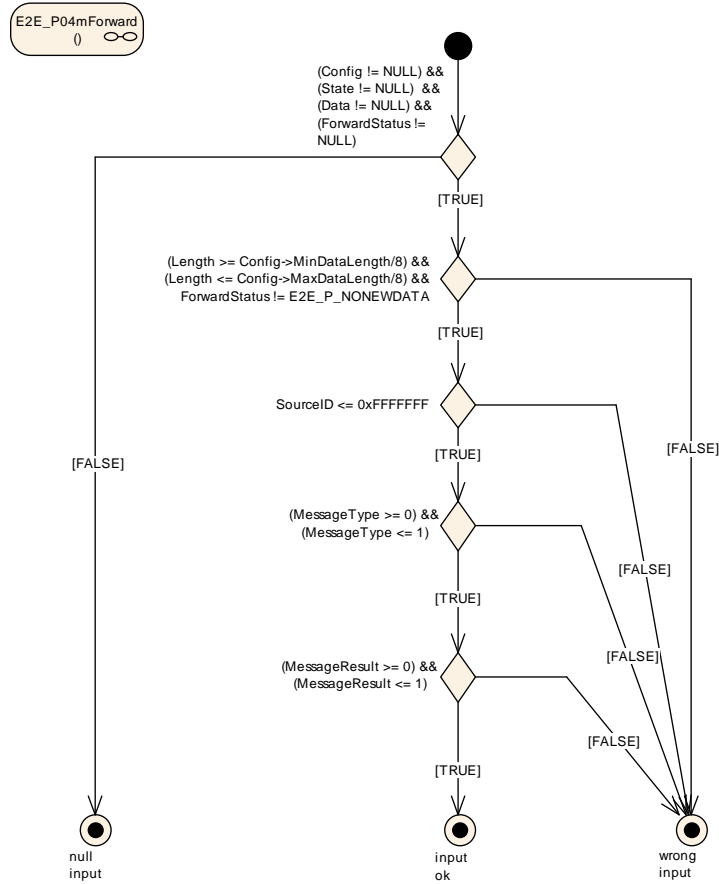 E2E_P04mForward
()
(Config != NULL) &&
(State != NULL)  &&
(Data != NULL) &&
(ForwardStatus !=
NULL)
[TRUE]
(Length >= Config->MinDataLength/8) &&
(Length <= Config->MaxDataLength/8) &&
ForwardStatus != E2E_P_NONEWDATA
[TRUE]
SourceID <= 0xFFFFFFF
[FALSE]
[TRUE]
[FALSE]
(MessageType >= 0) &&
(MessageType <= 1)
[FALSE]
[TRUE]
[FALSE]
(MessageResult >= 0) &&
(MessageResult <= 1)
[FALSE]
[TRUE]
null
input
input
ok
wrong
input